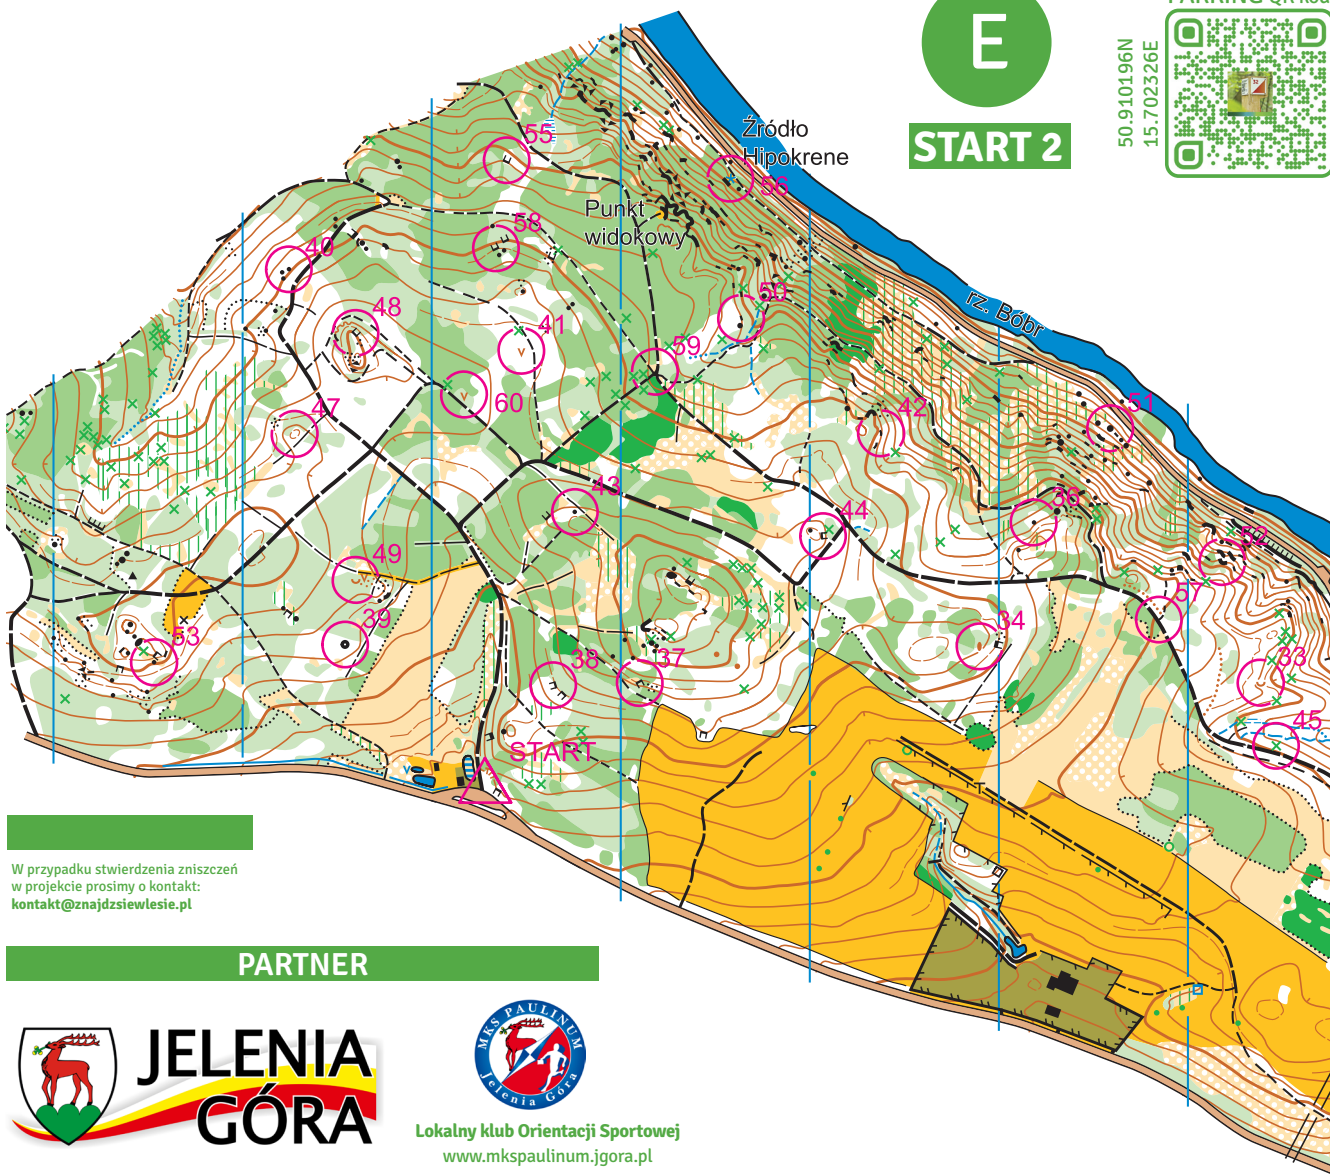 PARKING QR kod
E
START 2
50.910196N
15.702326E
Źródło
Hipokrene
Punkt
widokowy
rz. Bóbr
55
56
58
40
48
50
41
59
60
47
42
51
43
44
36
52
49
39
57
34
53
38
37
33
45
START
W przypadku stwierdzenia zniszczeń
w projekcie prosimy o kontakt:
kontakt@znajdzsiewlesie.pl
PARTNER
JELENIA
GÓRA
MKS PAULINUM
Jelenia Góra
Lokalny klub Orientacji Sportowej
www.mkspaulinum.jgora.pl